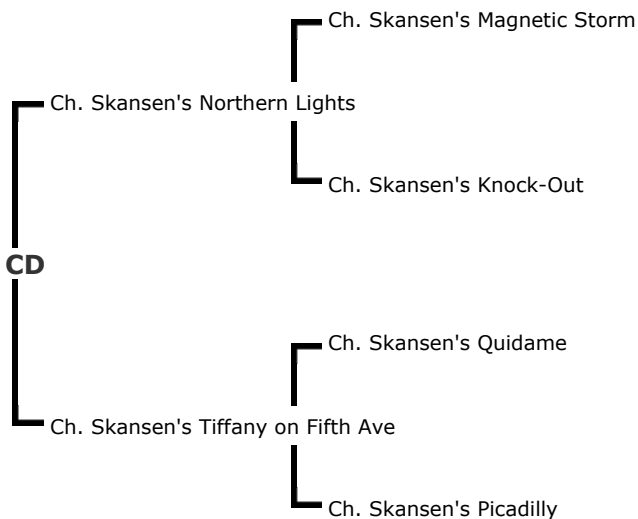 Ch. Skansen's Magnetic Storm
Ch. Skansen's Northern Lights
Ch. Skansen's Knock-Out
CD
Ch. Skansen's Quidame
Ch. Skansen's Tiffany on Fifth Ave
Ch. Skansen's Picadilly